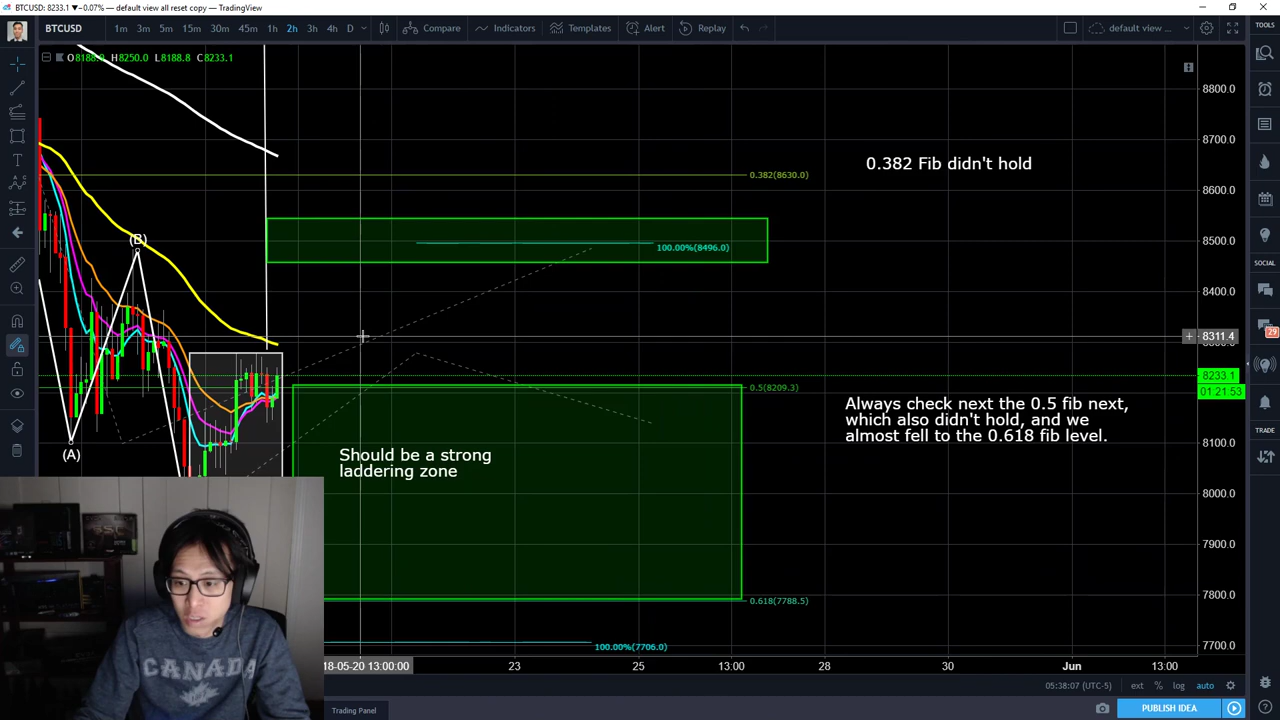 BTCUSD: 8233.1 ▼-0.07% default view all reset copy - TradingView
BTCUSD 1m 3m 5m 15m 30m 45m 1h 2h 3h 4h D Compare Indicators Templates Alert Replay default view ... TOOLS
H8250.0 L8188.8 C8233.1
8800.0
8700.0
0.382 Fib didn't hold
0.382(8630.0)
8600.0
SOCIAL
(B)
8500.0
100.00%(8496.0)
8400.0
29
8311.4
8233.1
0.5(8209.3)
01:21:53
Always check next the 0.5 fib next,
which also didn't hold, and we
almost fell to the 0.618 fib level.
TRADE
8100.0
(A)
Should be a strong
laddering zone
8000.0
7900.0
7800.0
0.618(7788.5)
100.00%(7706.0)
7700.0
18-05-20 13:00:00 23 25 13:00 28 30 Jun 13:00
05:38:07 (UTC-5) ext % log auto
CANADA
Trading Panel
PUBLISH IDEA